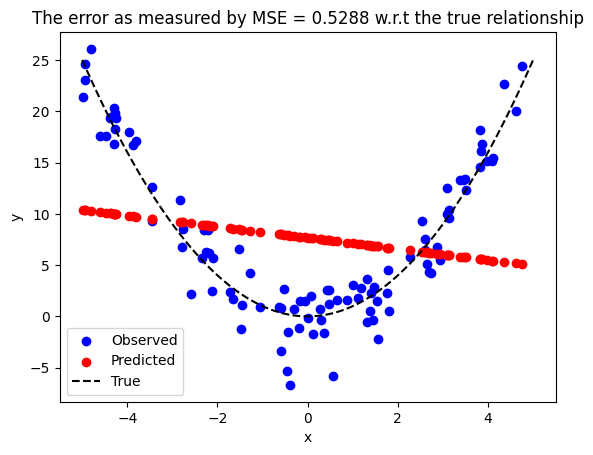 The error as measured by MSE = 0.5288 w.r.t the true relationship
25
20
15
10
5
0
−5
y
Observed
Predicted
True
−4
−2
0
2
4
x